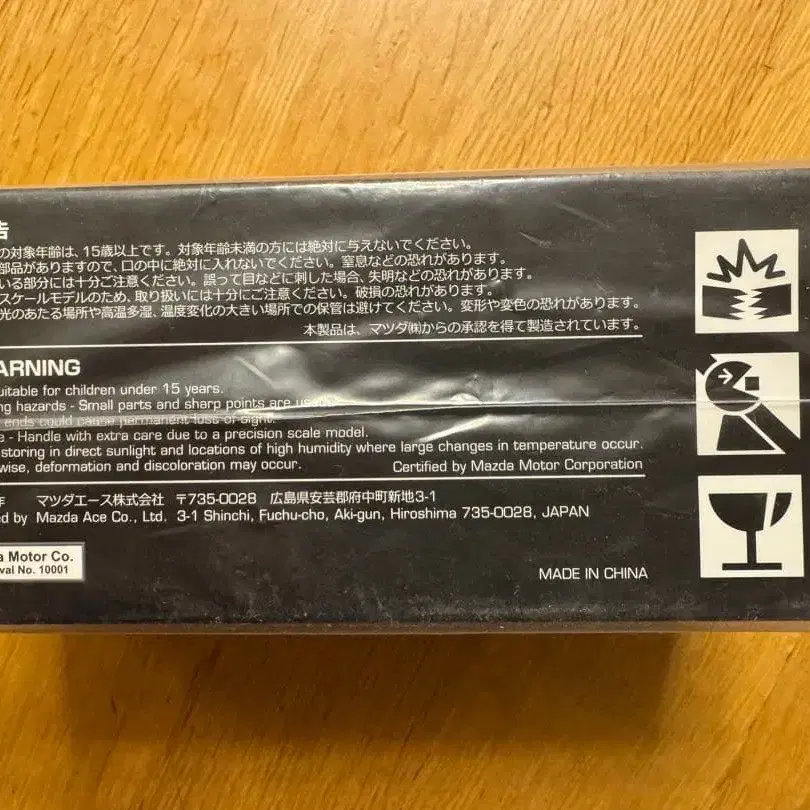 告
の対象年齢は、15歳以上です。対象年齢未満の方には絶対に与えないでください。
部品がありますので、口の中に絶対に入れないでください。窒息などの恐れがあります。
いる部分には十分ご注意ください。誤って目などに刺した場合、失明などの恐れがあります。
スケールモデルのため、取り扱いには十分にご注意ください。破損の恐れがあります。
光のあたる場所や高温多湿、温度変化の大きい場所での保管は避けてください。変形や変色の恐れがあります。
本製品は、マツダ㈱からの承認を得て製造されています。
ARNING
uitable for children under 15 years.
ng hazards - Small parts and sharp points are
ends could cause permanent loss of sight.
e - Handle with extra care due to a precision scale model.
storing in direct sunlight and locations of high humidity where large changes in temperature occur.
wise, deformation and discoloration may occur. Certified by Mazda Motor Corporation
作 マツダエース株式会社 〒735-0028 広島県安芸郡府中町新地3-1
ed by Mazda Ace Co., Ltd. 3-1 Shinchi, Fuchu-cho, Aki-gun, Hiroshima 735-0028, JAPAN
a Motor Co.
val No. 10001
MADE IN CHINA